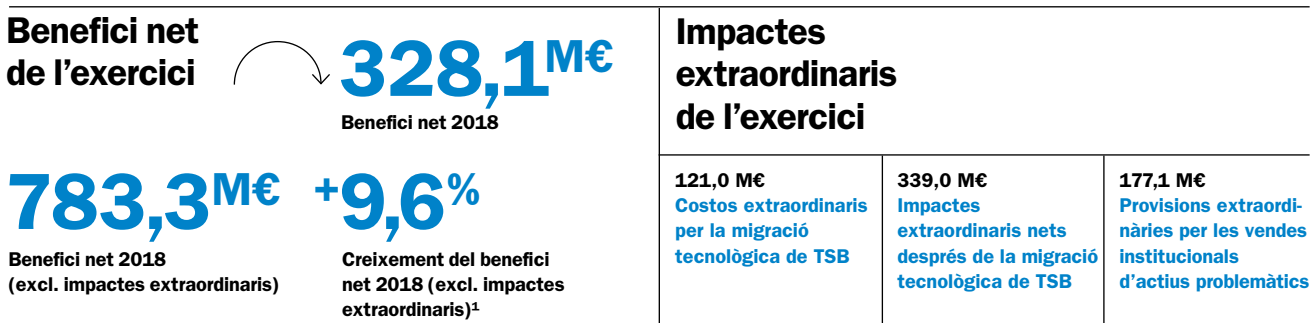 Benefici net
de l’exercici
328,1M€
Benefici net 2018
783,3M€
Benefici net 2018
(excl. impactes extraordinaris)
+9,6%
Creixement del benefici
net 2018 (excl. impactes
extraordinaris)¹
Impactes
extraordinaris
de l’exercici
121,0 M€
Costos extraordinaris
per la migració
tecnològica de TSB
339,0 M€
Impactes
extraordinaris nets
després de la migració
tecnològica de TSB
177,1 M€
Provisions extraordi-
nàries per les vendes
institucionals
d’actius problemàtics